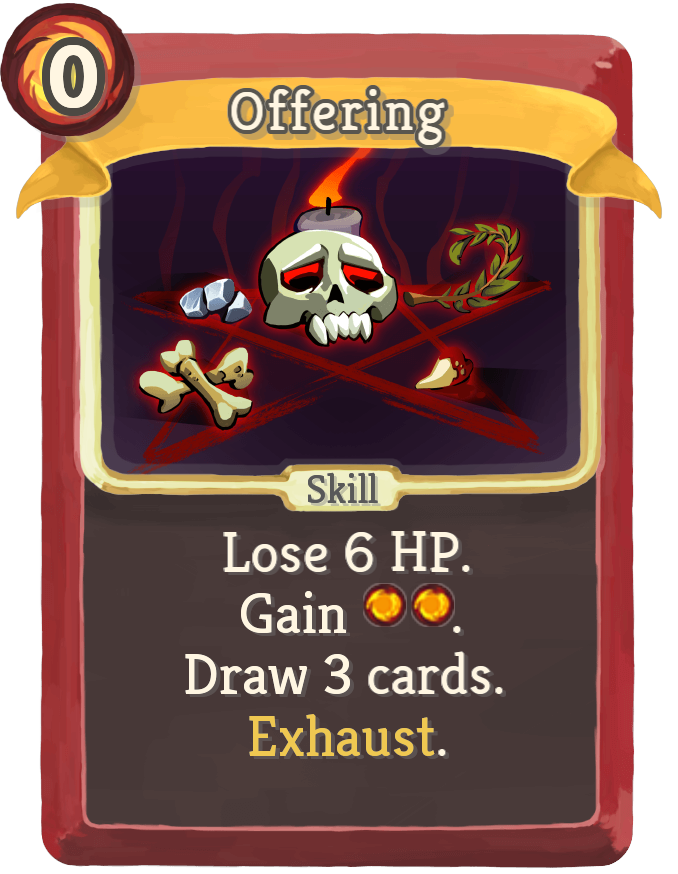 0
Offering
Skill
Lose 6 HP.
Gain .
Draw 3 cards.
Exhaust.